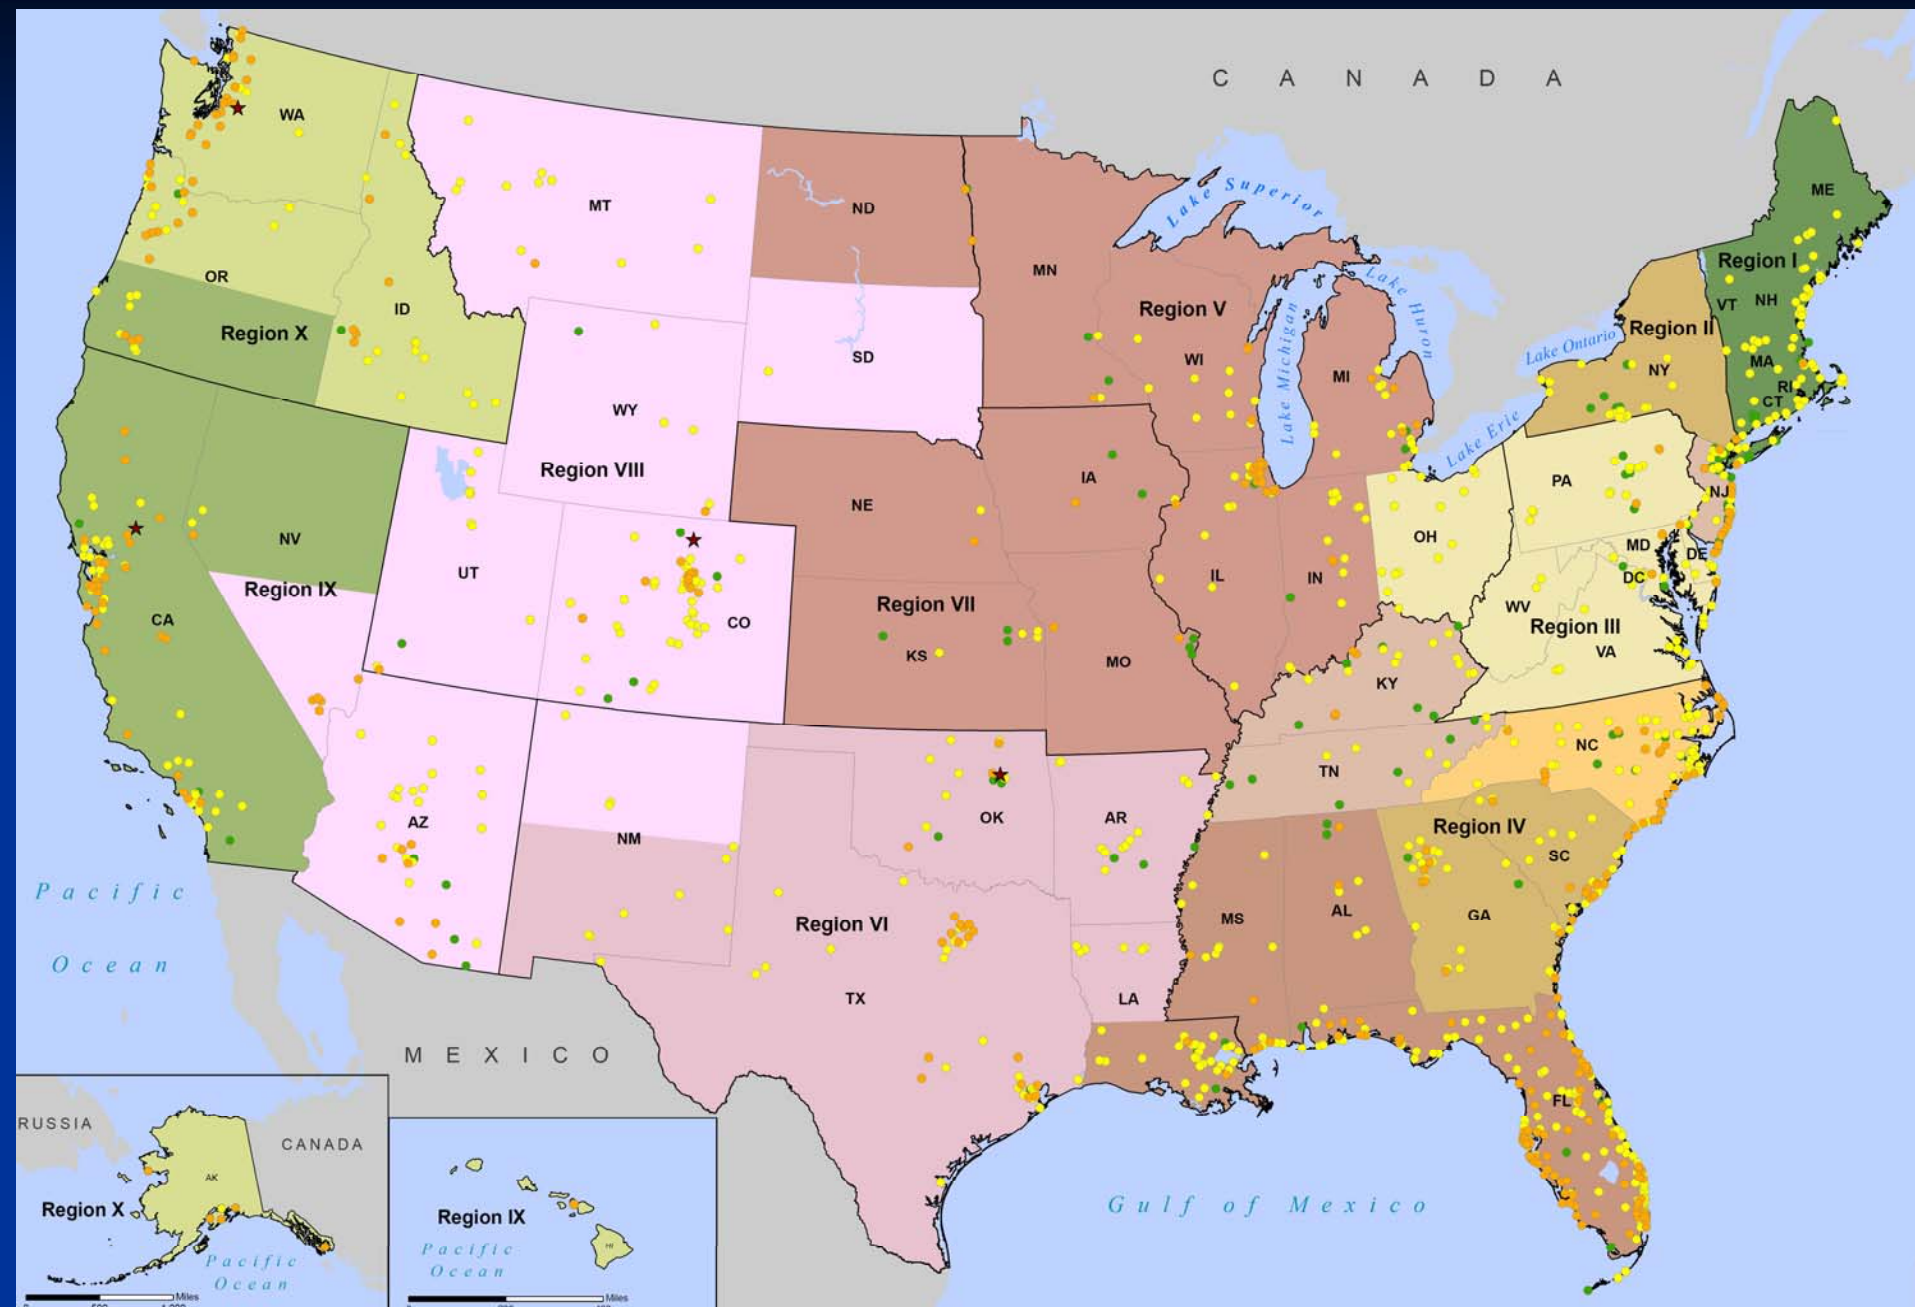 C A N A D A
WA
MT
ND
ME
MN
OR
Region I
Lake Superior
ID
Region V
VT NH
Region X
Lake Michigan
Lake Huron
Region II
Lake Ontario
SD
WI
MA
NY
MI
RI
WY
CT
Lake Erie
Region VIII
IA
PA
NJ
NE
NV
OH
MD
DE
UT
IL
IN
DC
Region IX
Region VII
WV
CA
CO
Region III
KS
MO
VA
KY
NC
TN
OK
AR
AZ
NM
Region IV
SC
Pacific
Ocean
Region VI
MS
AL
GA
TX
LA
M E X I C O
FL
RUSSIA
CANADA
AK
Region X
Pacific
Ocean
Miles
Region IX
HI
Pacific
Ocean
Miles
Gulf of Mexico